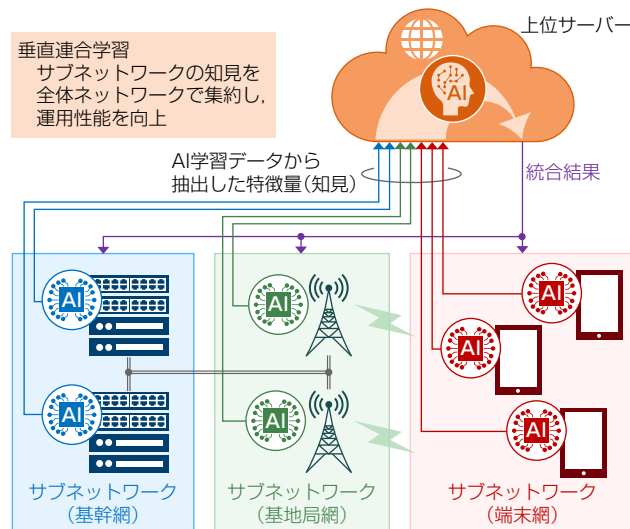 垂直連合学習
サブネットワークの知見を
全体ネットワークで集約し,
運用性能を向上
上位サーバー
AI
AI学習データから
抽出した特徴量(知見)
統合結果
AI
AI
AI
AI
AI
AI
AI
サブネットワーク
(基幹網)
サブネットワーク
(基地局網)
サブネットワーク
(端末網)